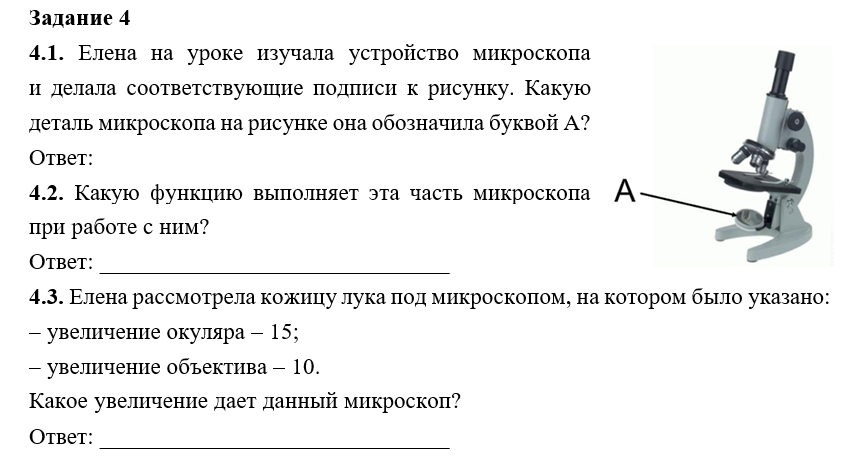 Задание 4
4.1. Елена на уроке изучала устройство микроскопа
и делала соответствующие подписи к рисунку. Какую
деталь микроскопа на рисунке она обозначила буквой А?
Ответ:
4.2. Какую функцию выполняет эта часть микроскопа
при работе с ним?
Ответ: ________________________________
А
4.3. Елена рассмотрела кожицу лука под микроскопом, на котором было указано:
– увеличение окуляра – 15;
– увеличение объектива – 10.
Какое увеличение дает данный микроскоп?
Ответ: ________________________________